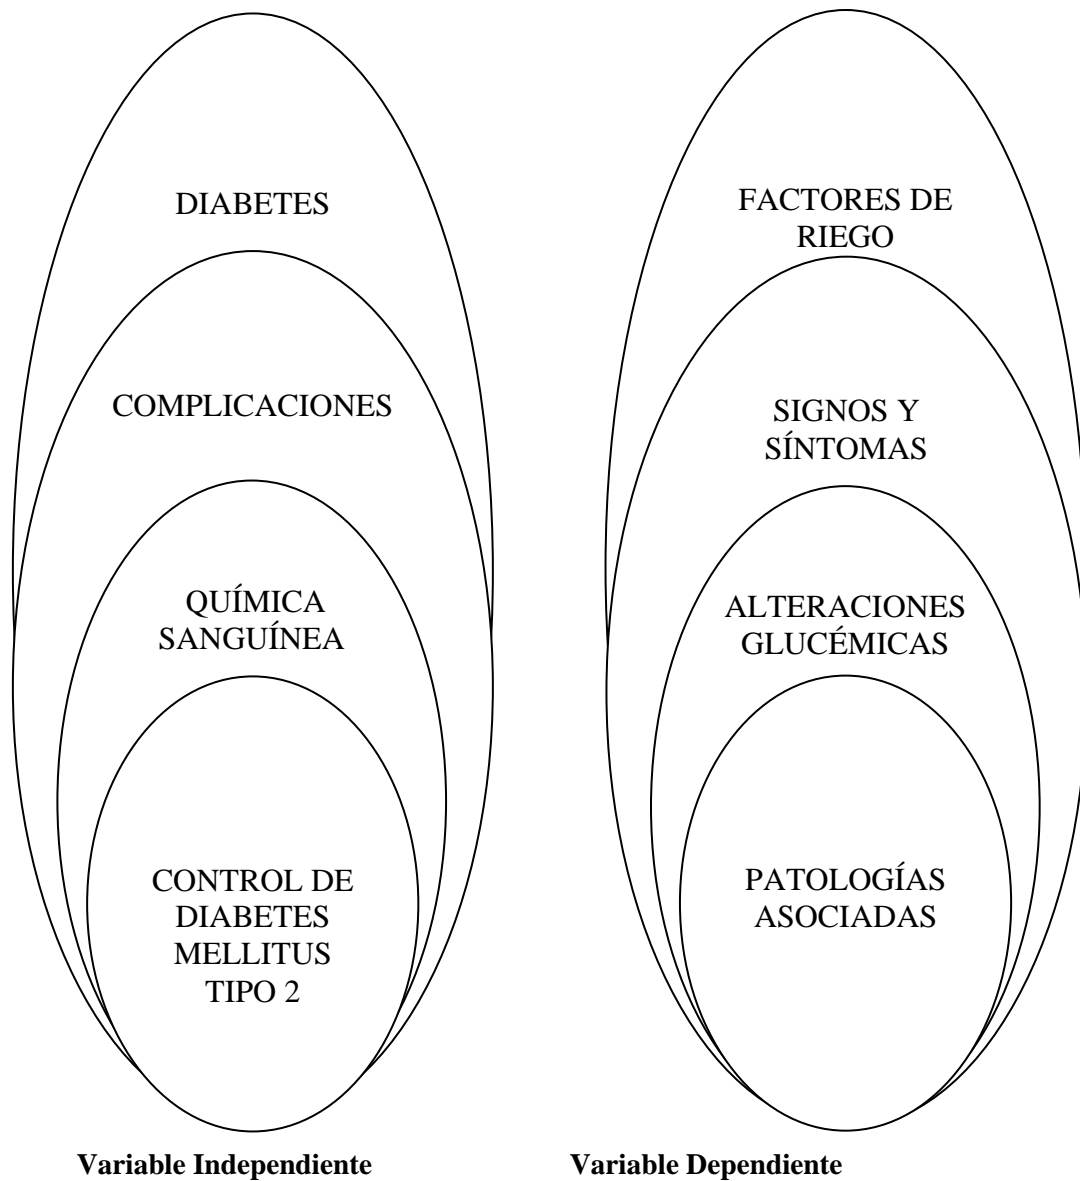 DIABETES
COMPLICACIONES
QUÍMICA
SANGUÍNEA
CONTROL DE
DIABETES
MELLITUS
TIPO 2
Variable Independiente
FACTORES DE
RIEGO
SIGNOS Y
SÍNTOMAS
ALTERACIONES
GLUCÉMICAS
PATOLOGÍAS
ASOCIADAS
Variable Dependiente